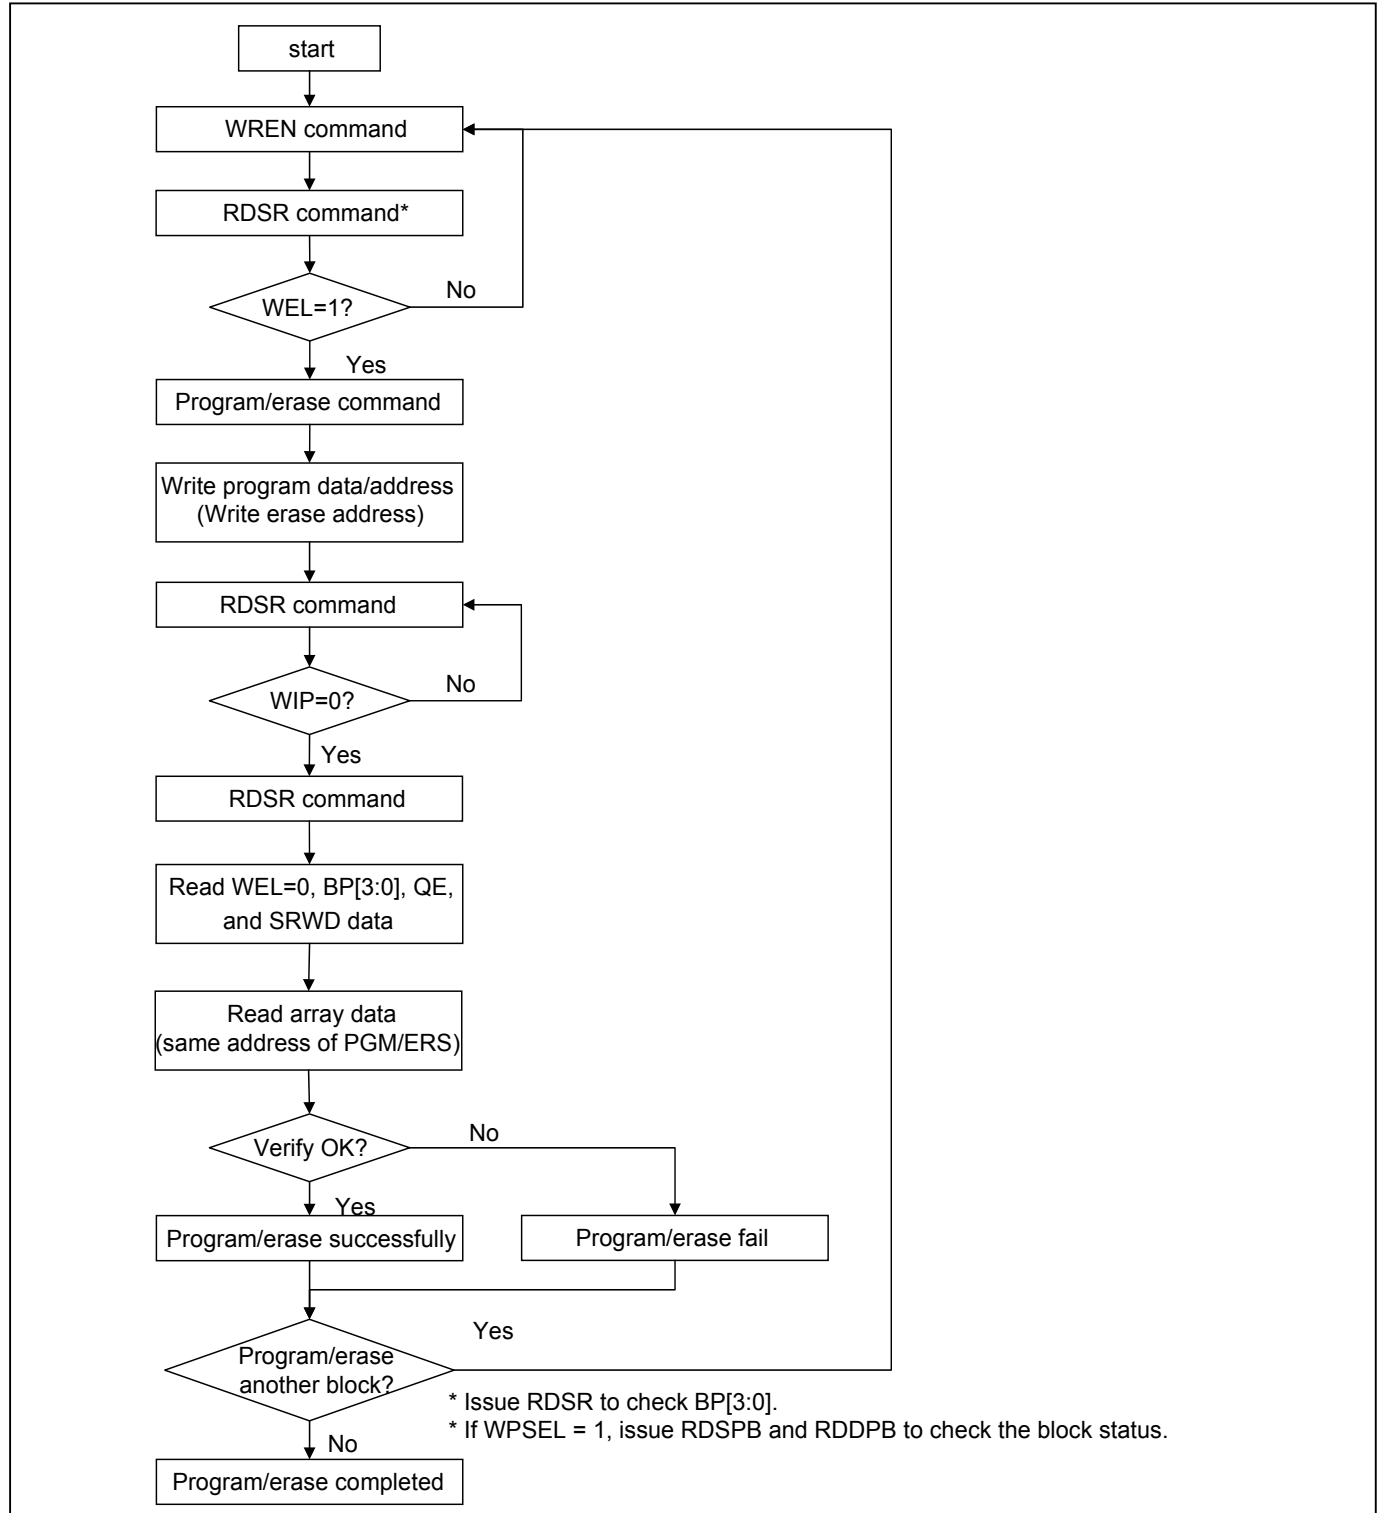 start
WREN command
RDSR command*
WEL=1?
No
Yes
Program/erase command
Write program data/address
(Write erase address)
RDSR command
WIP=0?
No
Yes
RDSR command
Read WEL=0, BP[3:0], QE,
and SRWD data
Read array data
(same address of PGM/ERS)
Verify OK?
No
Yes
Program/erase successfully
Program/erase fail
Yes
Program/erase
another block?
* Issue RDSR to check BP[3:0].
* If WPSEL = 1, issue RDSPB and RDDPB to check the block status.
No
Program/erase completed